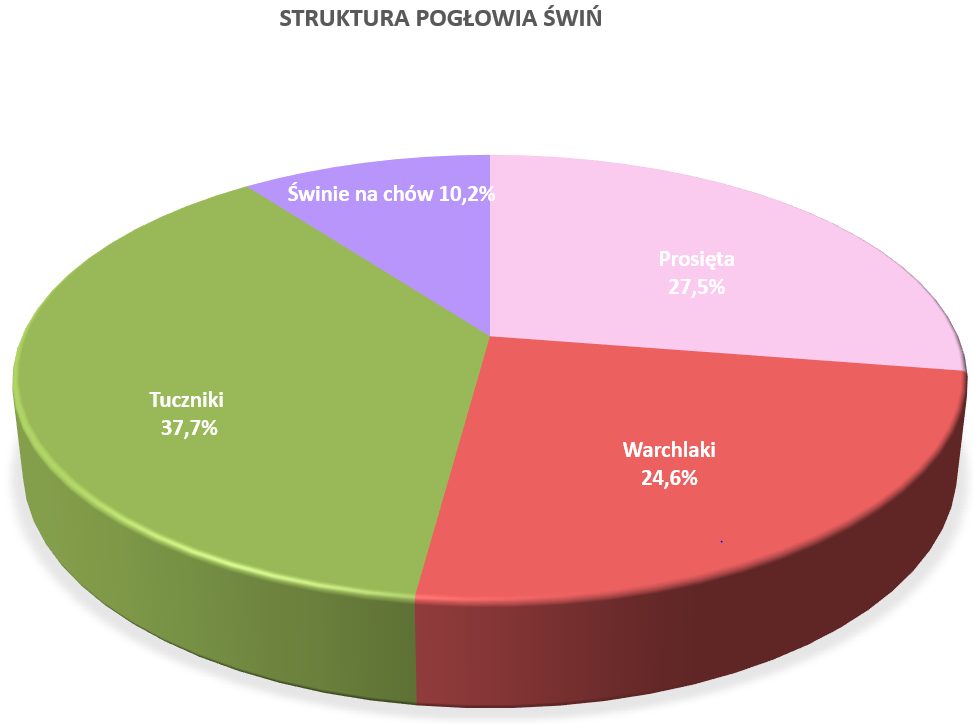 STRUKTURA POGŁOWIA ŚWIŃ
Świnie na chów 10,2%
Prosięta
27,5%
Tuczniki
37,7%
Warchlaki
24,6%